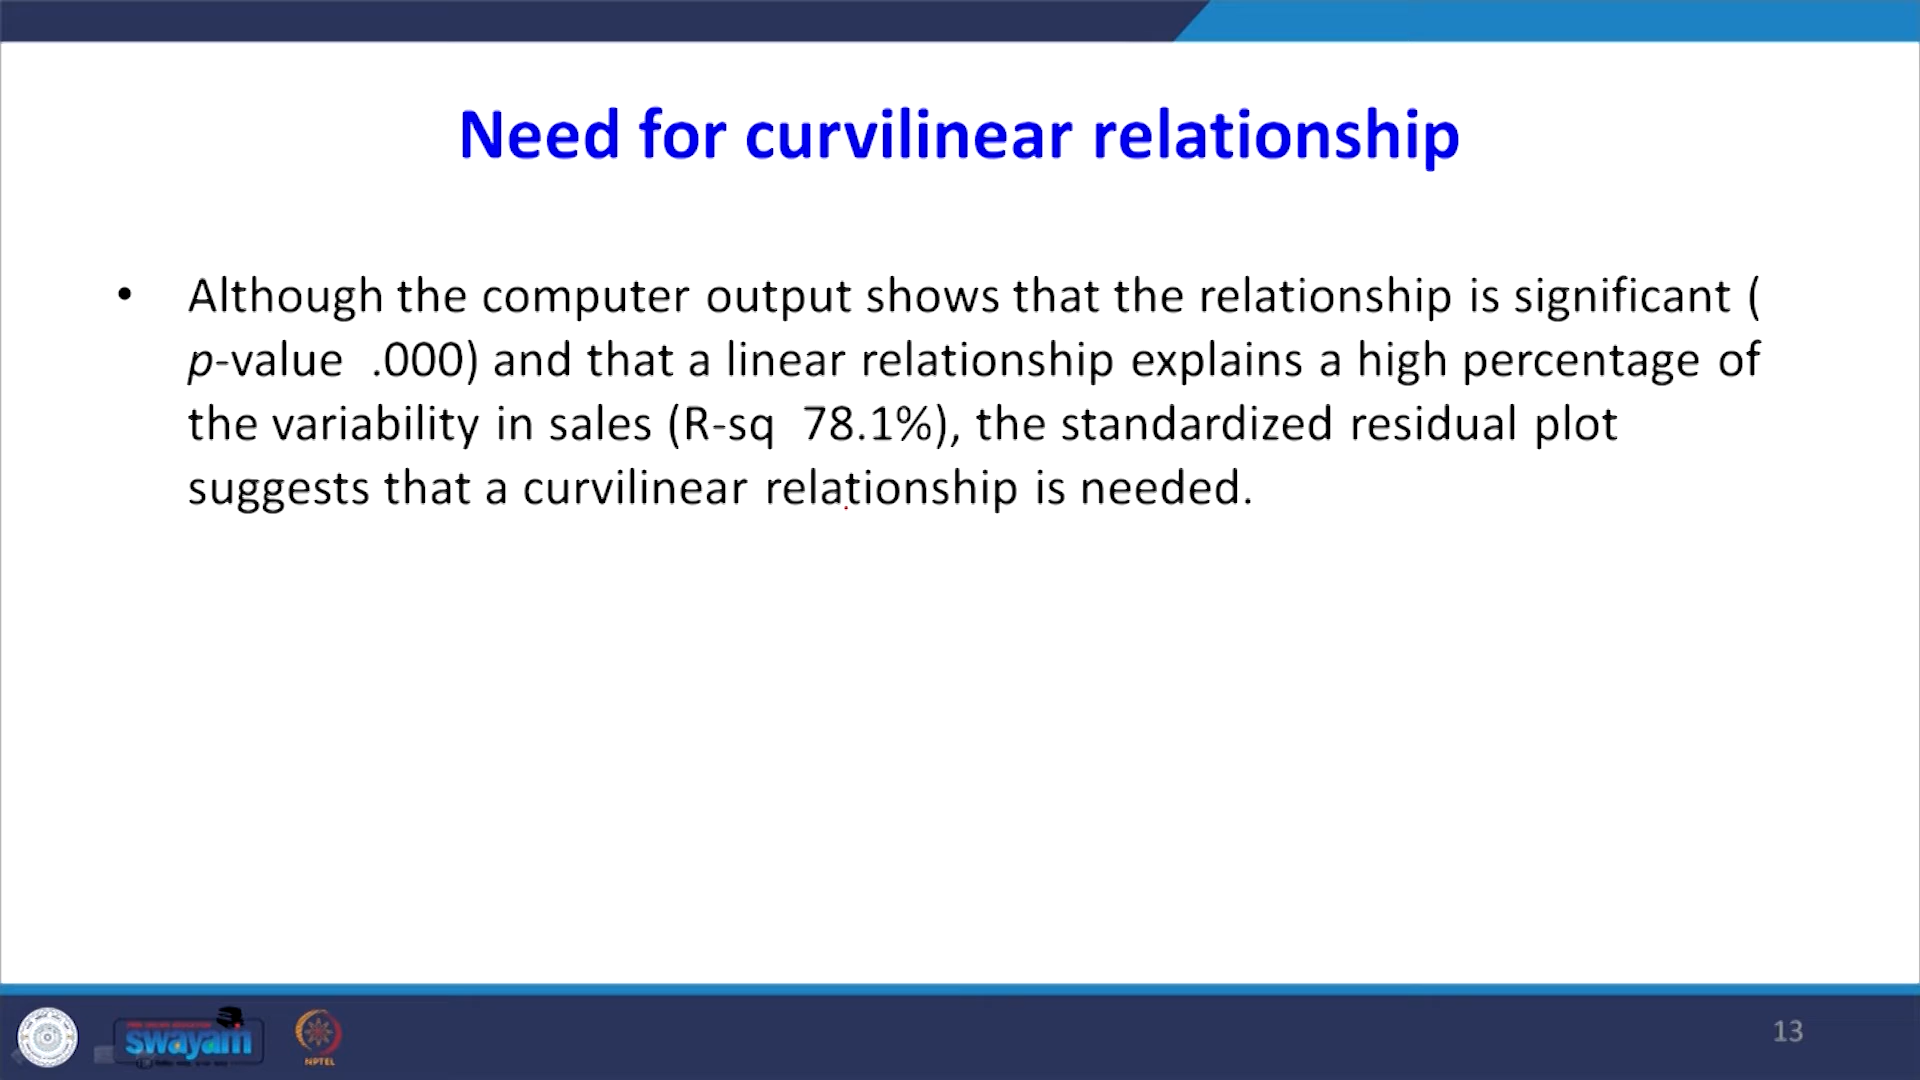 Need for curvilinear relationship
• Although the computer output shows that the relationship is significant (
p-value .000) and that a linear relationship explains a high percentage of
the variability in sales (R-sq 78.1%), the standardized residual plot
suggests that a curvilinear relationship is needed.
swayam
NPTEL
13